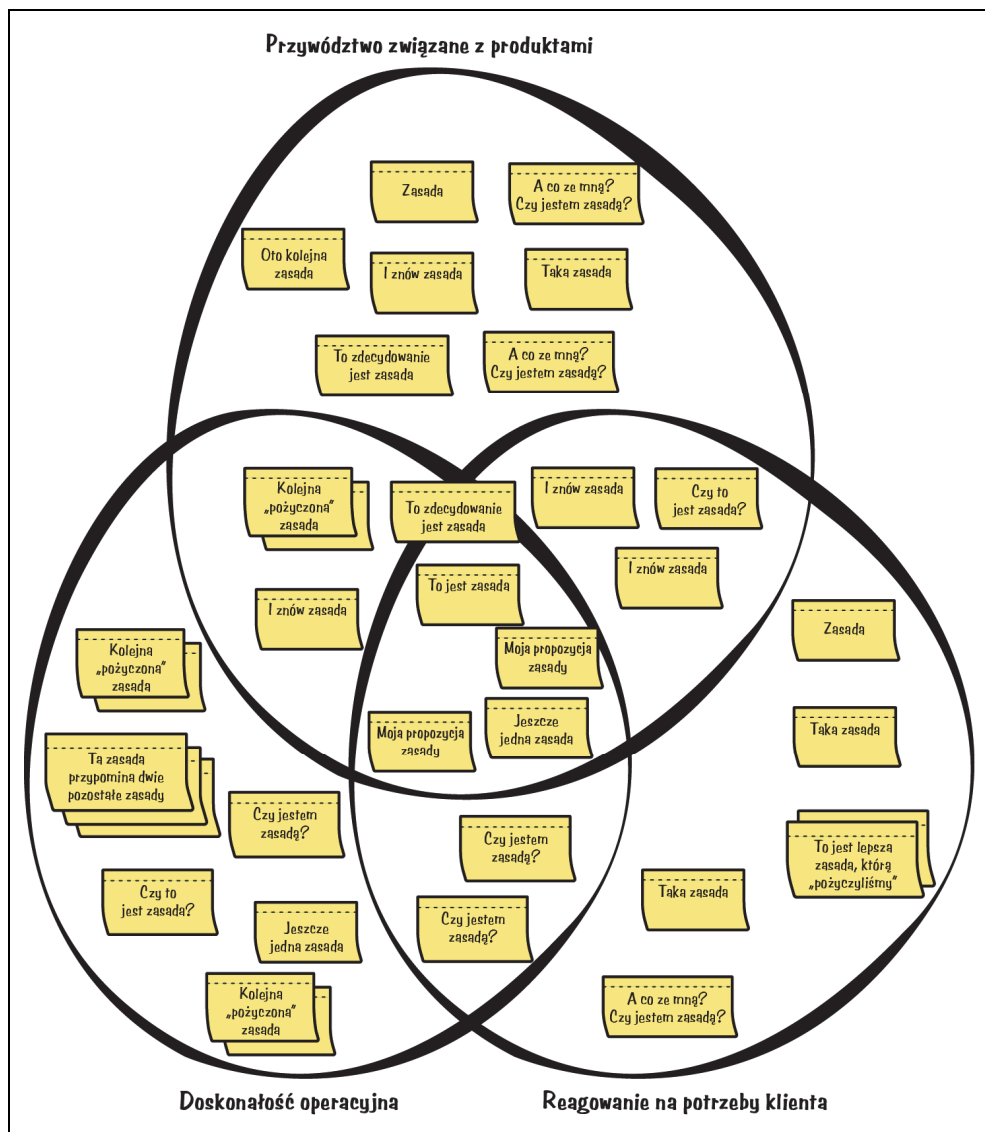 Przywództwo związane z produktami
Zasada
A co ze mną?
Czy jestem zasadą?
Oto kolejna
zasada
I znów zasada
Taka zasada
To zdecydowanie
jest zasada
A co ze mną?
Czy jestem zasadą?
Kolejna
„pożyczona”
zasada
To zdecydowanie
jest zasada
I znów zasada
Czy to
jest zasada?
I znów zasada
To jest zasada
I znów zasada
Moja propozycja
zasady
Moja propozycja
zasady
Jeszcze
jedna zasada
Zasada
Taka zasada
Kolejna
„pożyczona”
zasada
Ta zasada
przypomina dwie
pozostałe zasady
Czy jestem
zasadą?
Czy to
jest zasada?
Jeszcze
jedna zasada
Kolejna
„pożyczona”
zasada
Czy jestem
zasadą?
Czy jestem
zasadą?
To jest lepsza
zasada, którą
„pożyczyliśmy”
Taka zasada
A co ze mną?
Czy jestem zasadą?
Doskonałość operacyjna
Reagowanie na potrzeby klienta